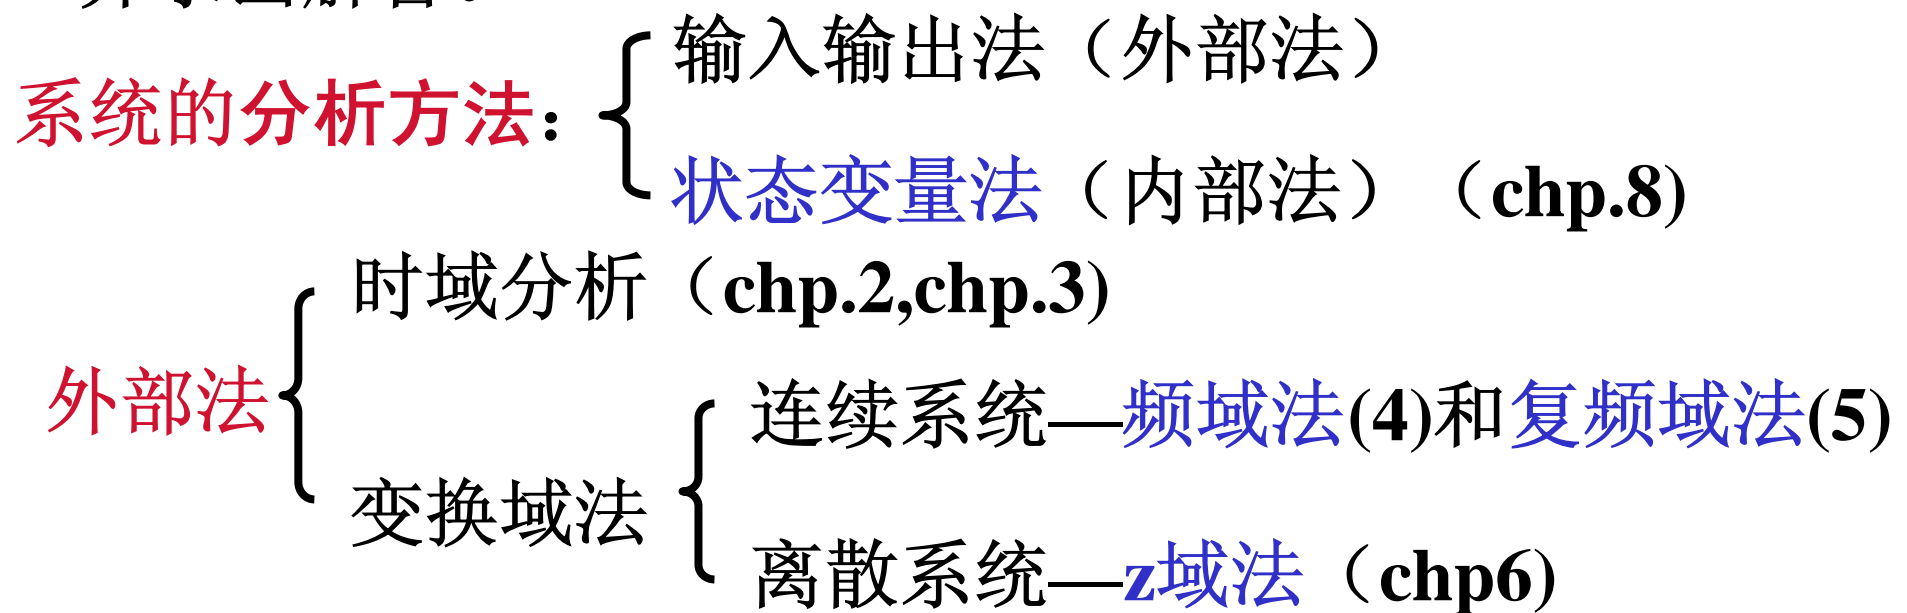 输入输出法（外部法）
系统的分析方法：
状态变量法（内部法）（chp.8)
时域分析（chp.2,chp.3)
外部法
连续系统—频域法(4)和复频域法(5)
变换域法
离散系统—z域法（chp6)